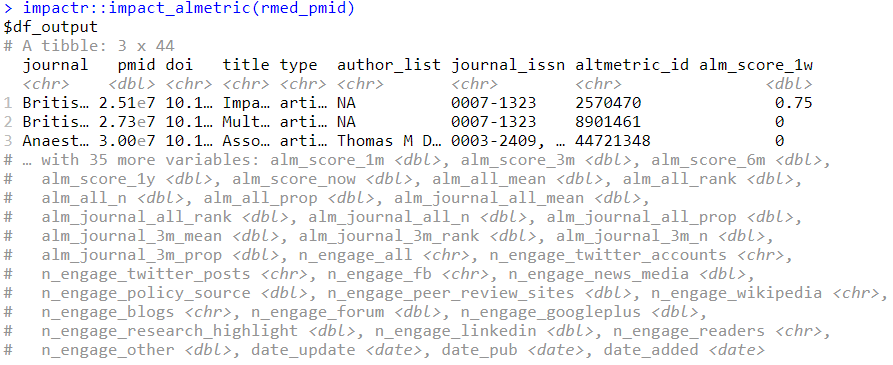 > impactr::impact_almetric(rmed_pmid)
$df_output
# A tibble: 3 x 44
  journal   pmid doi   title type  author_list journal_issn altmetric_id alm_score_1w
  <chr>    <dbl> <chr> <chr> <chr> <chr>       <chr>        <chr>               <dbl>
1 Britis… 2.51e7 10.1… Impa… arti… NA          0007-1323    2570470              0.75
2 Britis… 2.73e7 10.1… Mult… arti… NA          0007-1323    8901461              0
3 Anaest… 3.00e7 10.1… Asso… arti… Thomas M D… 0003-2409, … 44721348             0
# … with 35 more variables: alm_score_1m <dbl>, alm_score_3m <dbl>, alm_score_6m <dbl>,
#   alm_score_1y <dbl>, alm_score_now <dbl>, alm_all_mean <dbl>, alm_all_rank <dbl>,
#   alm_all_n <dbl>, alm_all_prop <dbl>, alm_journal_all_mean <dbl>,
#   alm_journal_all_rank <dbl>, alm_journal_all_n <dbl>, alm_journal_all_prop <dbl>,
#   alm_journal_3m_mean <dbl>, alm_journal_3m_rank <dbl>, alm_journal_3m_n <dbl>,
#   alm_journal_3m_prop <dbl>, n_engage_all <chr>, n_engage_twitter_accounts <chr>,
#   n_engage_twitter_posts <chr>, n_engage_fb <chr>, n_engage_news_media <dbl>,
#   n_engage_policy_source <dbl>, n_engage_peer_review_sites <dbl>, n_engage_wikipedia <chr>,
#   n_engage_blogs <chr>, n_engage_forum <dbl>, n_engage_googleplus <dbl>,
#   n_engage_research_highlight <dbl>, n_engage_linkedin <dbl>, n_engage_readers <chr>,
#   n_engage_other <dbl>, date_update <date>, date_pub <date>, date_added <date>